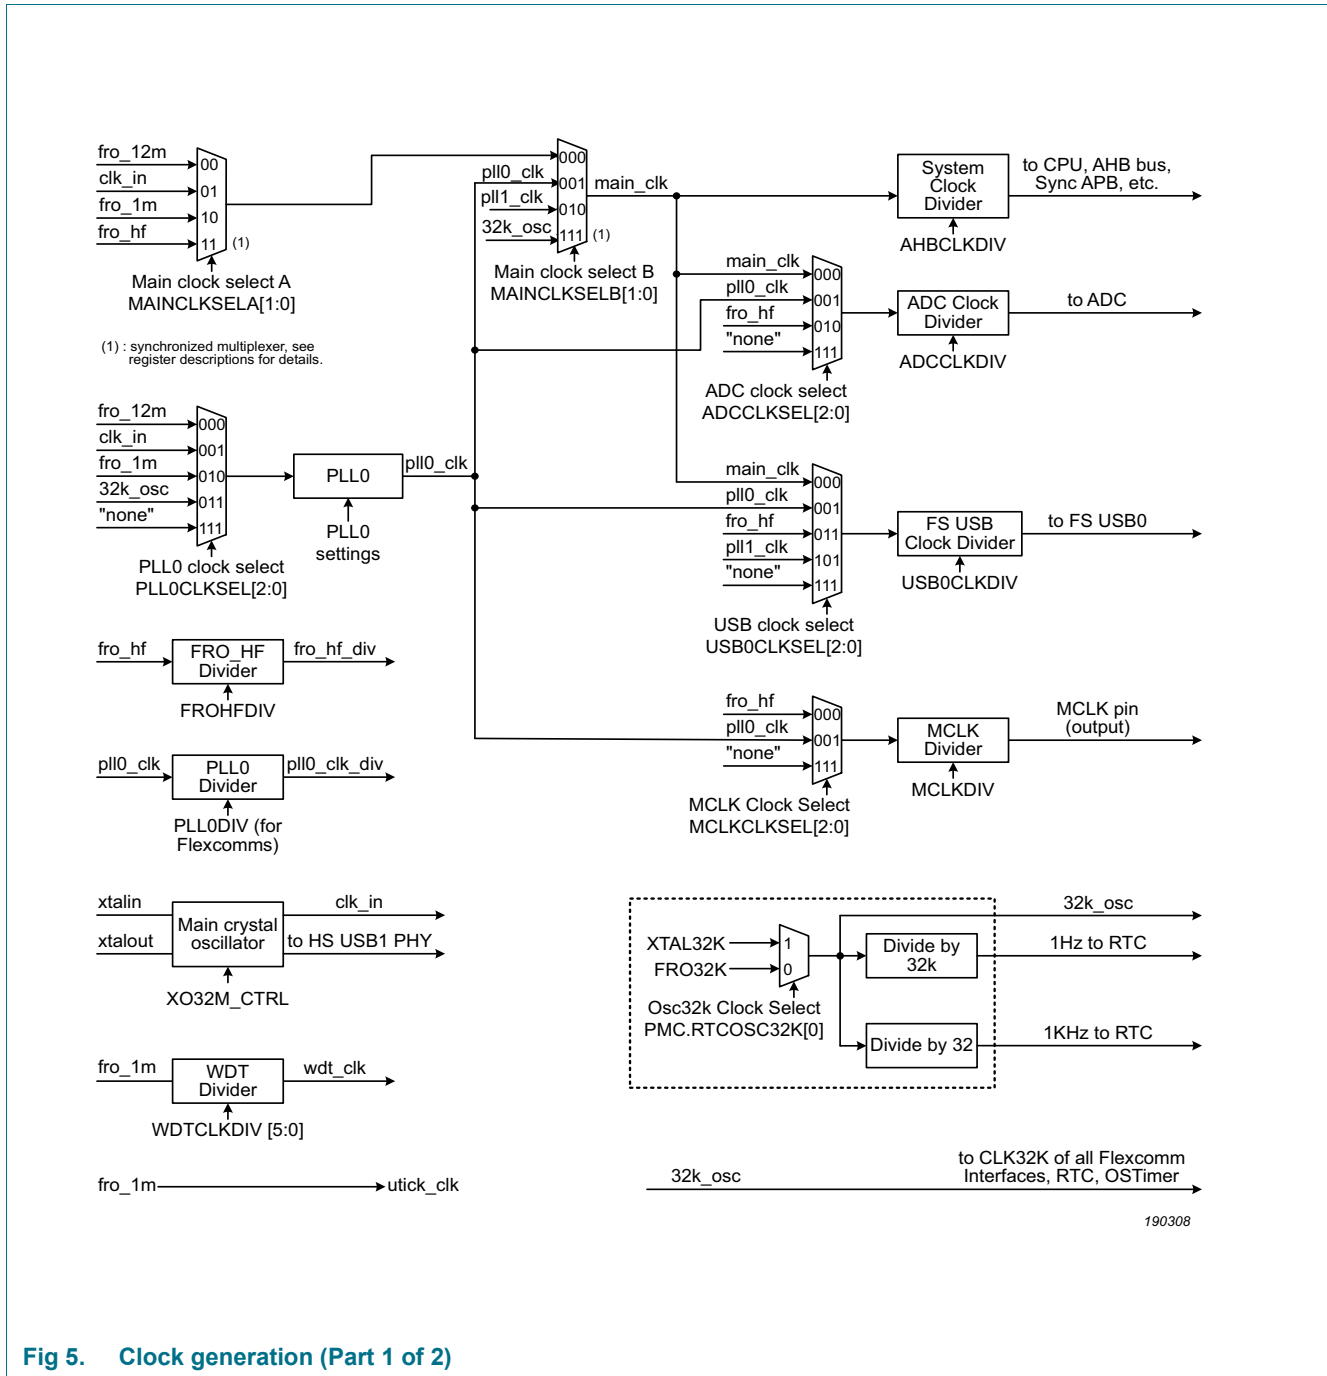 fro_12m
clk_in
fro_1m
fro_hf
00
01
10
11
(1)
Main clock select A
MAINCLKSELA[1:0]
(1) : synchronized multiplexer, see
register descriptions for details.
pll0_clk
pll1_clk
32k_osc
000
001
010
111
(1)
main_clk
Main clock select B
MAINCLKSELB[1:0]
System
Clock
Divider
AHBCLKDIV
to CPU, AHB bus,
Sync APB, etc.
main_clk
pll0_clk
fro_hf
"none"
000
001
010
111
ADC clock select
ADCCLKSEL[2:0]
ADC Clock
Divider
ADCCLKDIV
to ADC
fro_12m
clk_in
fro_1m
32k_osc
"none"
000
001
010
011
111
PLL0 clock select
PLL0CLKSEL[2:0]
PLL0
pll0_clk
PLL0
settings
main_clk
pll0_clk
fro_hf
pll1_clk
"none"
000
001
011
101
111
USB clock select
USB0CLKSEL[2:0]
FS USB
Clock Divider
USB0CLKDIV
to FS USB0
fro_hf
FRO_HF
Divider
fro_hf_div
FROHFDIV
fro_hf
pll0_clk
"none"
000
001
111
MCLK Clock Select
MCLKCLKSEL[2:0]
MCLK
Divider
MCLKDIV
MCLK pin
(output)
pll0_clk
PLL0
Divider
pll0_clk_div
PLL0DIV (for
Flexcomms)
xtalin
xtalout
Main crystal
oscillator
clk_in
to HS USB1 PHY
XO32M_CTRL
XTAL32K
FRO32K
1
0
Osc32k Clock Select
PMC.RTCOSC32K[0]
Divide by
32k
Divide by 32
32k_osc
1Hz to RTC
1KHz to RTC
fro_1m
WDT
Divider
wdt_clk
WDTCLKDIV [5:0]
fro_1m
utick_clk
32k_osc
to CLK32K of all Flexcomm
Interfaces, RTC, OSTimer
190308
Fig 5. Clock generation (Part 1 of 2)